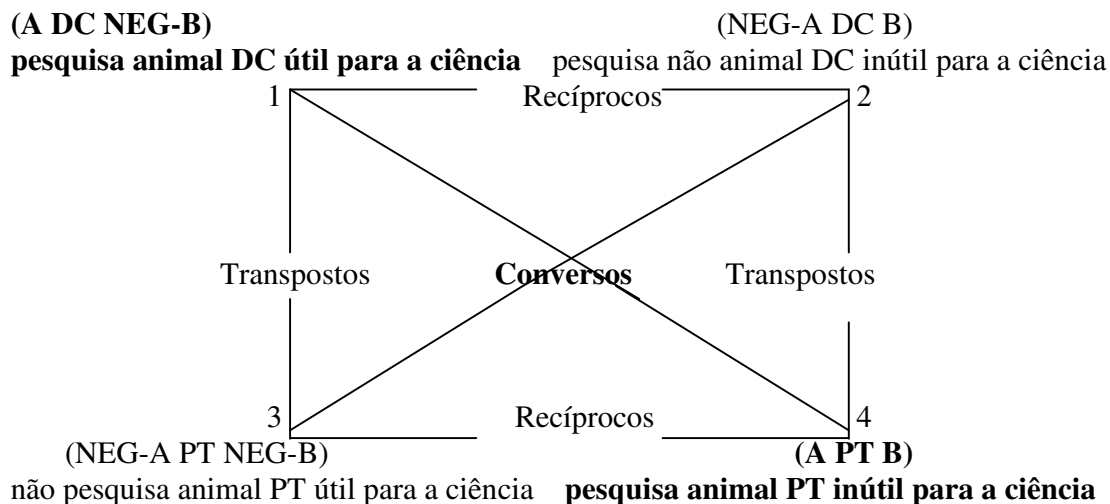 (A DC NEG-B) (NEG-A DC B)
pesquisa animal DC útil para a ciência pesquisa não animal DC inútil para a ciência
1 Recíprocos 2
Transpostos Conversos Transpostos
3 Recíprocos 4
(NEG-A PT NEG-B) (A PT B)
não pesquisa animal PT útil para a ciência pesquisa animal PT inútil para a ciência